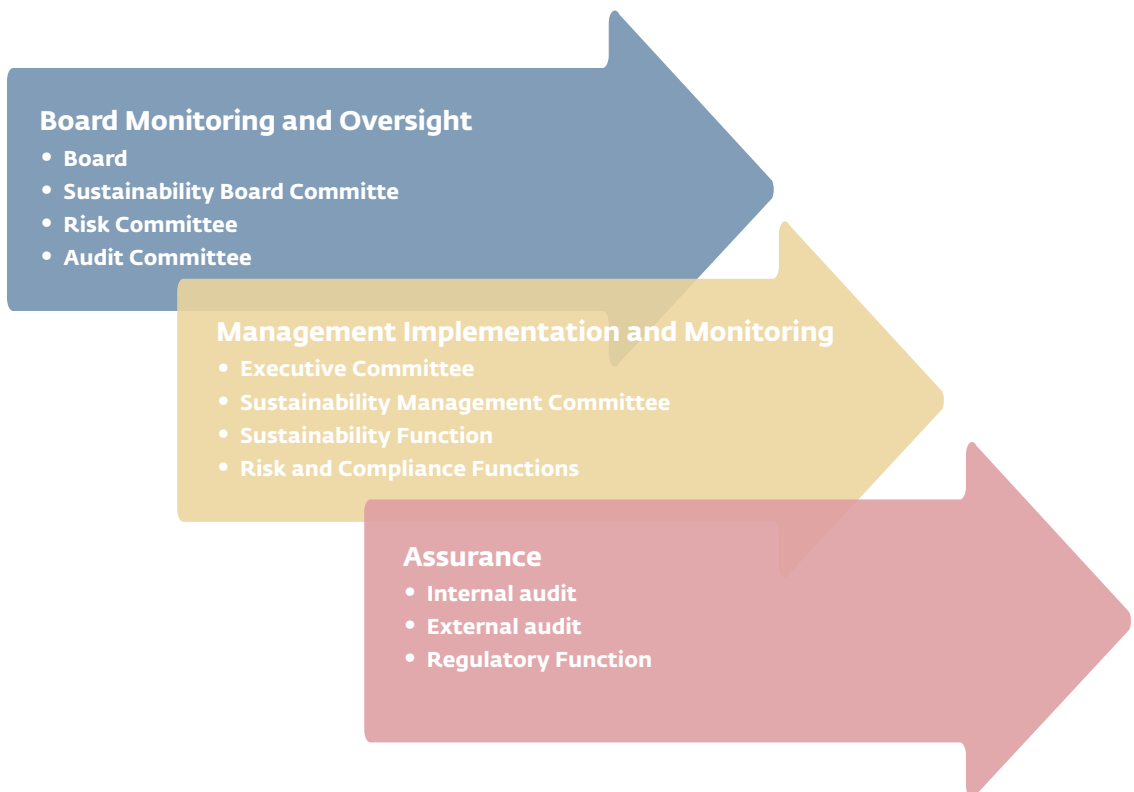 Board Monitoring and Oversight
• Board
• Sustainability Board Committe
• Risk Committee
• Audit Committee
Management Implementation and Monitoring
• Executive Committee
• Sustainability Management Committee
• Sustainability Function
• Risk and Compliance Functions
Assurance
• Internal audit
• External audit
• Regulatory Function